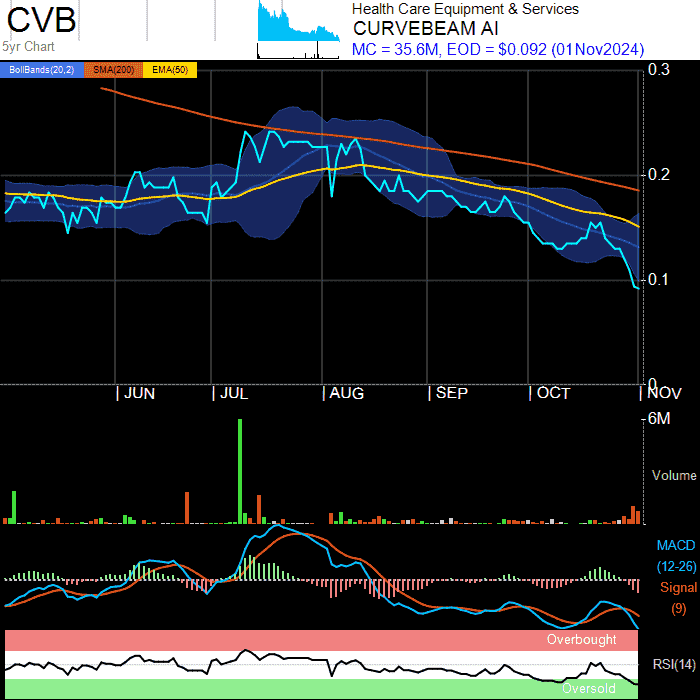 CVB
5yr Chart
Health Care Equipment & Services
CURVEBEAM AI
MC = 35.6M, EOD = $0.092 (01Nov2024)
BollBands(20,2) SMA(200) EMA(50)
0.3
0.2
0.1
0
JUN JUL AUG SEP OCT NOV
6M
Volume
MACD
(12-26)
Signal
(9)
Overbought
RSI(14)
Oversold